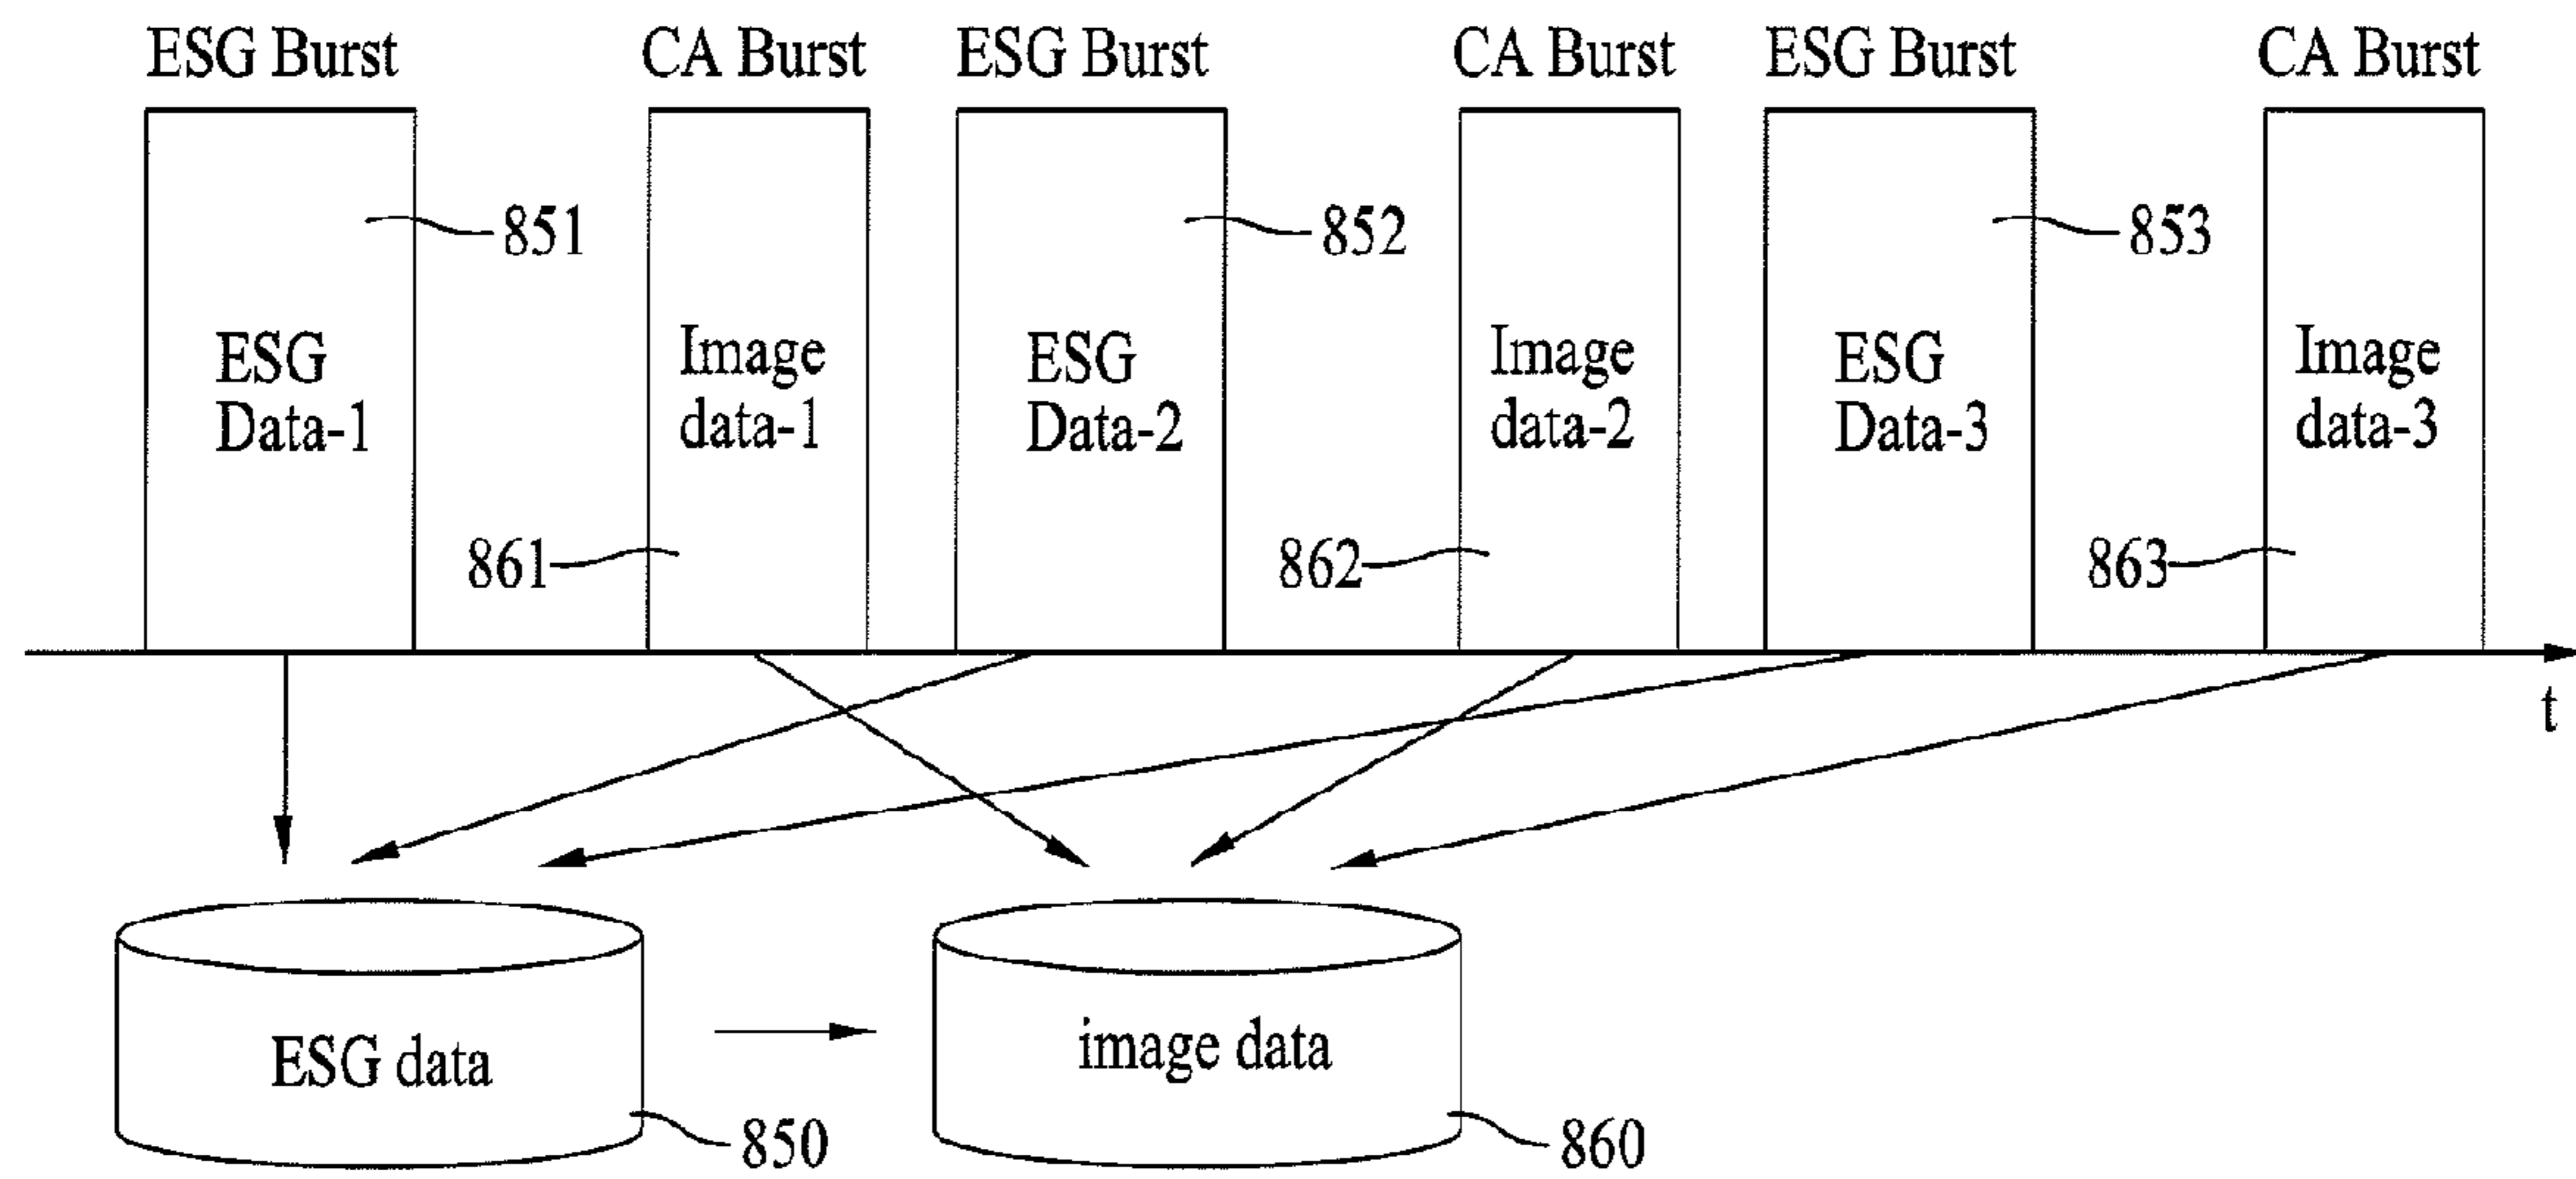 ESG Burst
CA Burst
ESG Burst
CA Burst
ESG Burst
CA Burst
851
852
853
ESG
Data-1
Image
data-1
ESG
Data-2
Image
data-2
ESG
Data-3
Image
data-3
861
862
863
t
ESG data
image data
850
860